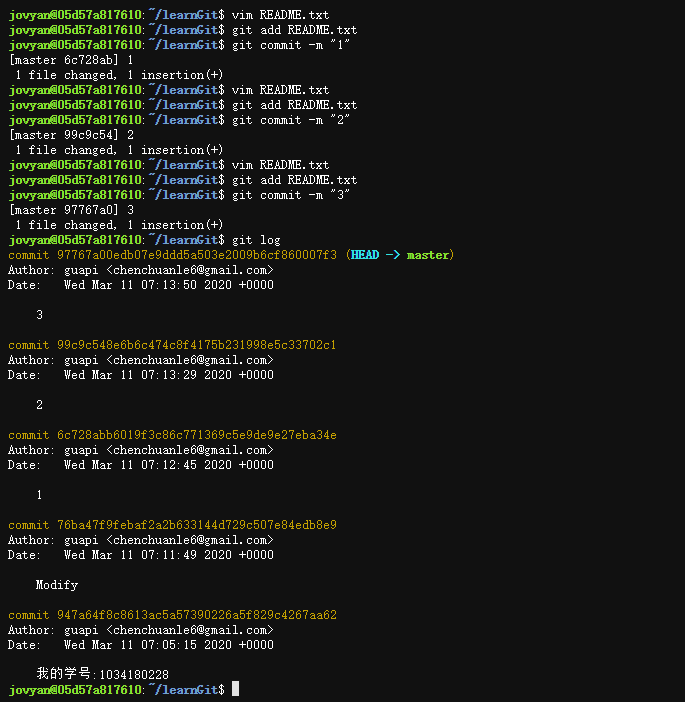 jovyan@05d57a817610:~/learnGit$ vim README.txt
jovyan@05d57a817610:~/learnGit$ git add README.txt
jovyan@05d57a817610:~/learnGit$ git commit -m "1"
[master 6c728ab] 1
 1 file changed, 1 insertion(+)
jovyan@05d57a817610:~/learnGit$ vim README.txt
jovyan@05d57a817610:~/learnGit$ git add README.txt
jovyan@05d57a817610:~/learnGit$ git commit -m "2"
[master 99c9c54] 2
 1 file changed, 1 insertion(+)
jovyan@05d57a817610:~/learnGit$ vim README.txt
jovyan@05d57a817610:~/learnGit$ git add README.txt
jovyan@05d57a817610:~/learnGit$ git commit -m "3"
[master 97767a0] 3
 1 file changed, 1 insertion(+)
jovyan@05d57a817610:~/learnGit$ git log
commit 97767a00edb07e9ddd5a503e2009b6cf860007f3 (HEAD -> master)
Author: guapi <chenchuanle6@gmail.com>
Date:   Wed Mar 11 07:13:50 2020 +0000
    3
commit 99c9c548e6b6c474c8f4175b231998e5c33702c1
Author: guapi <chenchuanle6@gmail.com>
Date:   Wed Mar 11 07:13:29 2020 +0000
    2
commit 6c728abb6019f3c86c771369c5e9de9e27eba34e
Author: guapi <chenchuanle6@gmail.com>
Date:   Wed Mar 11 07:12:45 2020 +0000
    1
commit 76ba47f9febaf2a2b633144d729c507e84edb8e9
Author: guapi <chenchuanle6@gmail.com>
Date:   Wed Mar 11 07:11:49 2020 +0000
    Modify
commit 947a64f8c8613ac5a57390226a5f829c4267aa62
Author: guapi <chenchuanle6@gmail.com>
Date:   Wed Mar 11 07:05:15 2020 +0000
    我的学号:1034180228
jovyan@05d57a817610:~/learnGit$